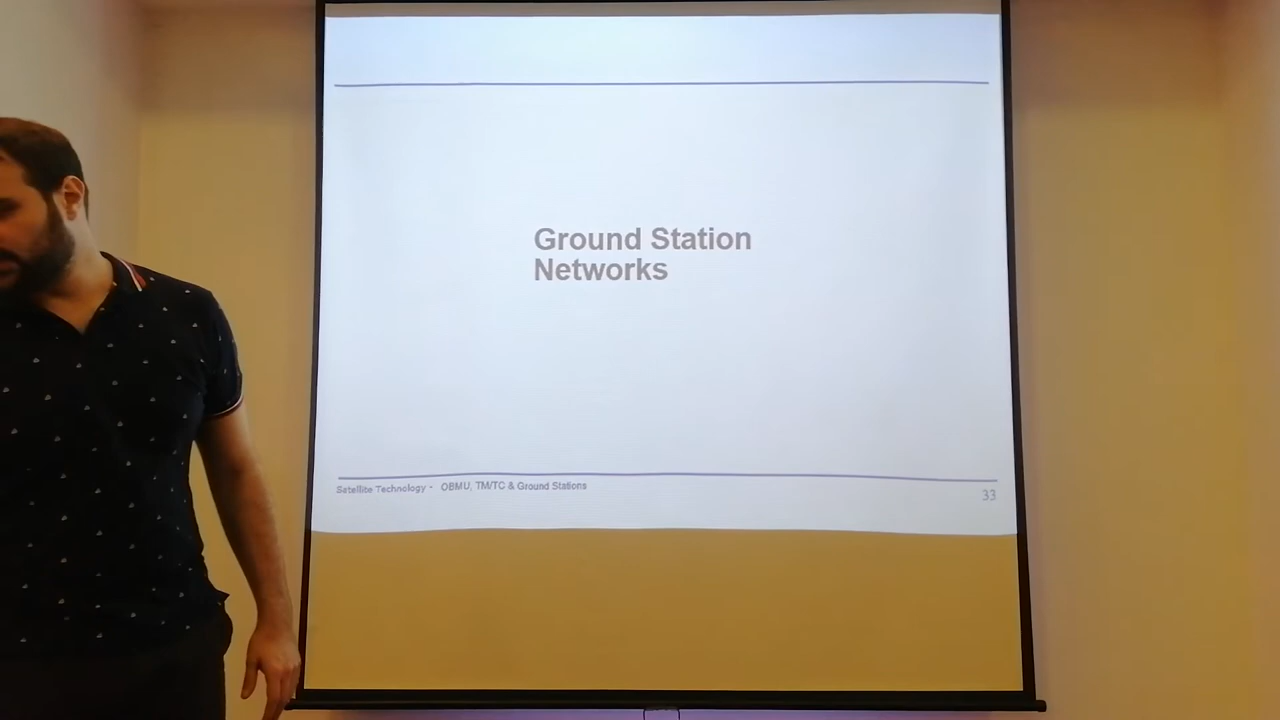 Ground Station
Networks
Satellite Technology - OBMU, TM/TC & Ground Stations
33